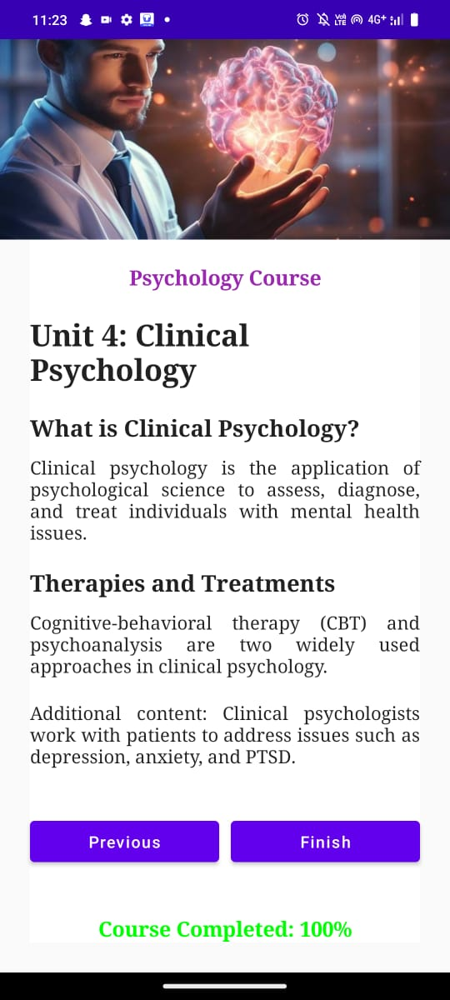 11:23
VoI) LTE 4G+
Psychology Course
Unit 4: Clinical
Psychology
What is Clinical Psychology?
Clinical psychology is the application of
psychological science to assess, diagnose,
and treat individuals with mental health
issues.
Therapies and Treatments
Cognitive-behavioral therapy (CBT) and
psychoanalysis are two widely used
approaches in clinical psychology.
Additional content: Clinical psychologists
work with patients to address issues such as
depression, anxiety, and PTSD.
Previous Finish
Course Completed: 100%